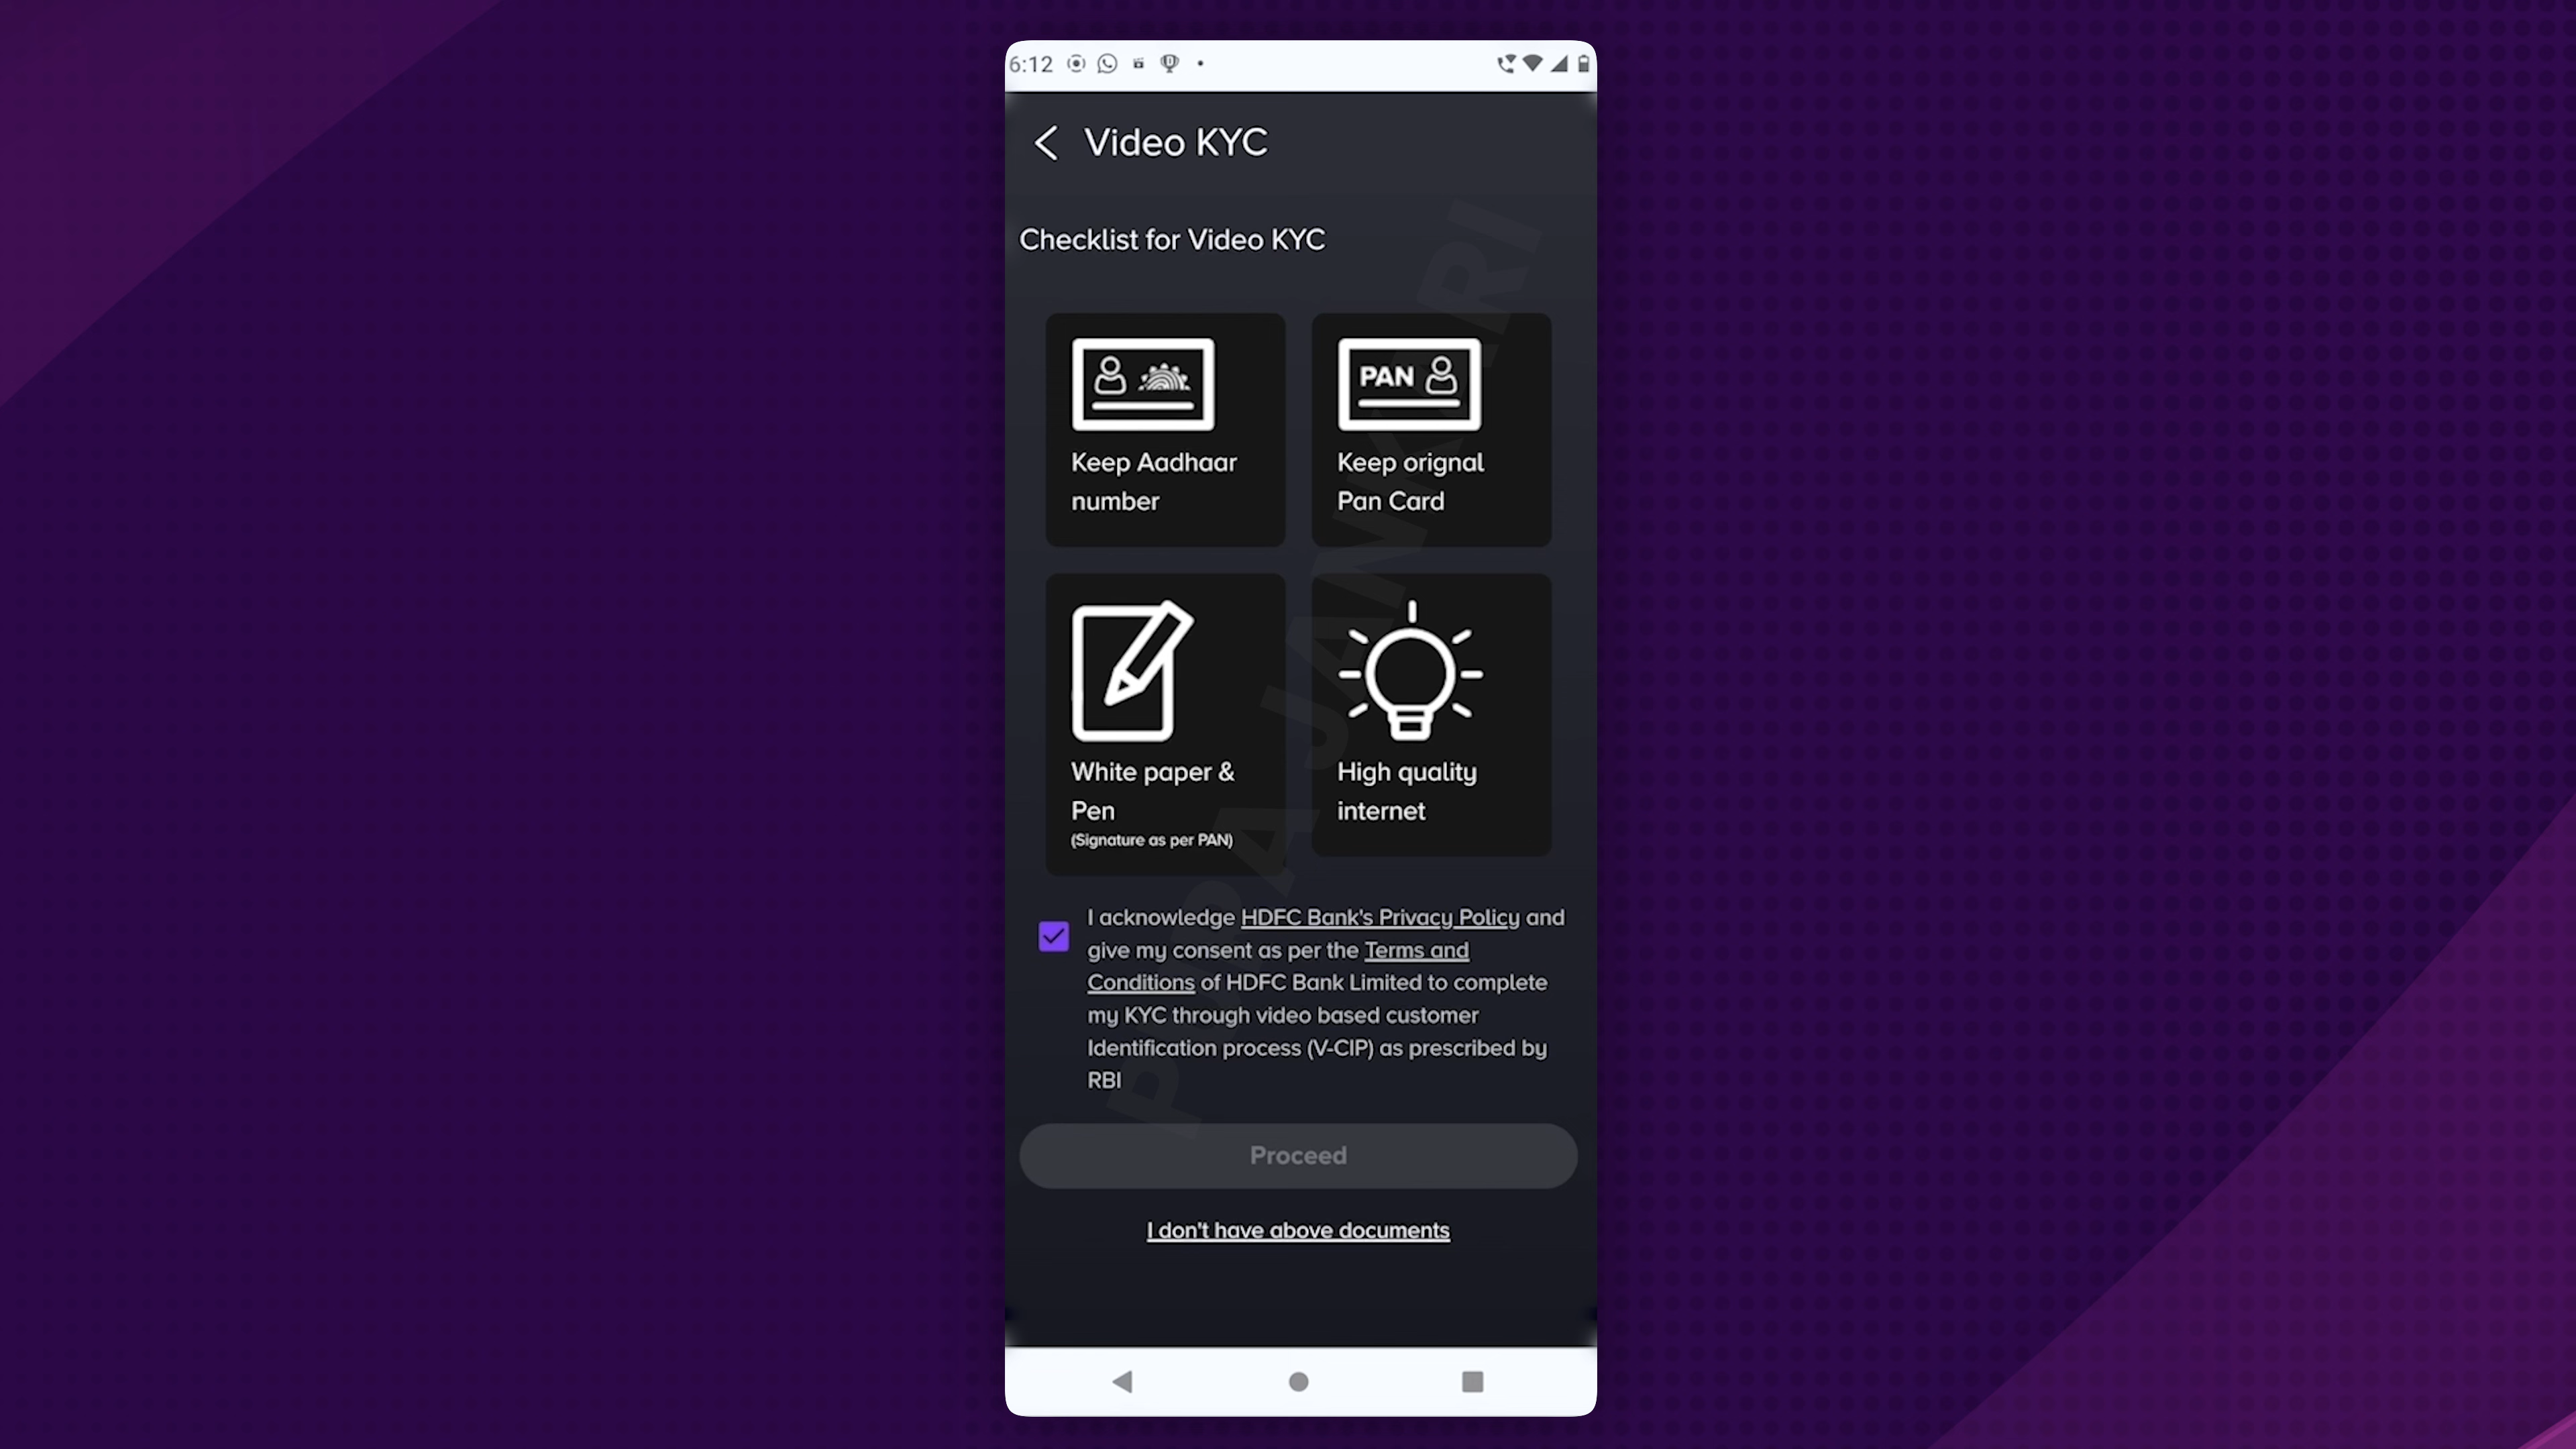 6:12
Video KYC
Checklist for Video KYC
PAN
Keep Aadhaar
number
Keep orignal
Pan Card
White paper &
Pen
(Signature as per PAN)
High quality
internet
I acknowledge HDFC Bank's Privacy Policy and
give my consent as per the Terms and
Conditions of HDFC Bank Limited to complete
my KYC through video based customer
Identification process (V-CIP) as prescribed by
RBI
Proceed
I don't have above documents